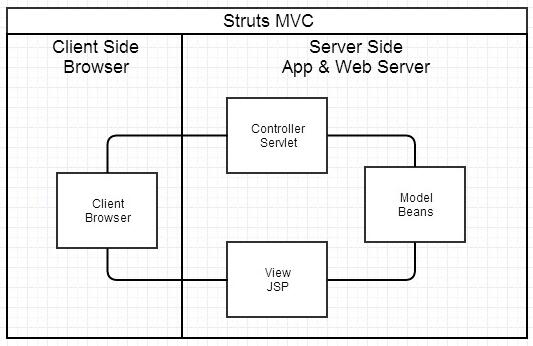 Struts MVC
Client Side
Browser
Server Side
App & Web Server
Controller
Servlet
Client
Browser
Model
Beans
View
JSP